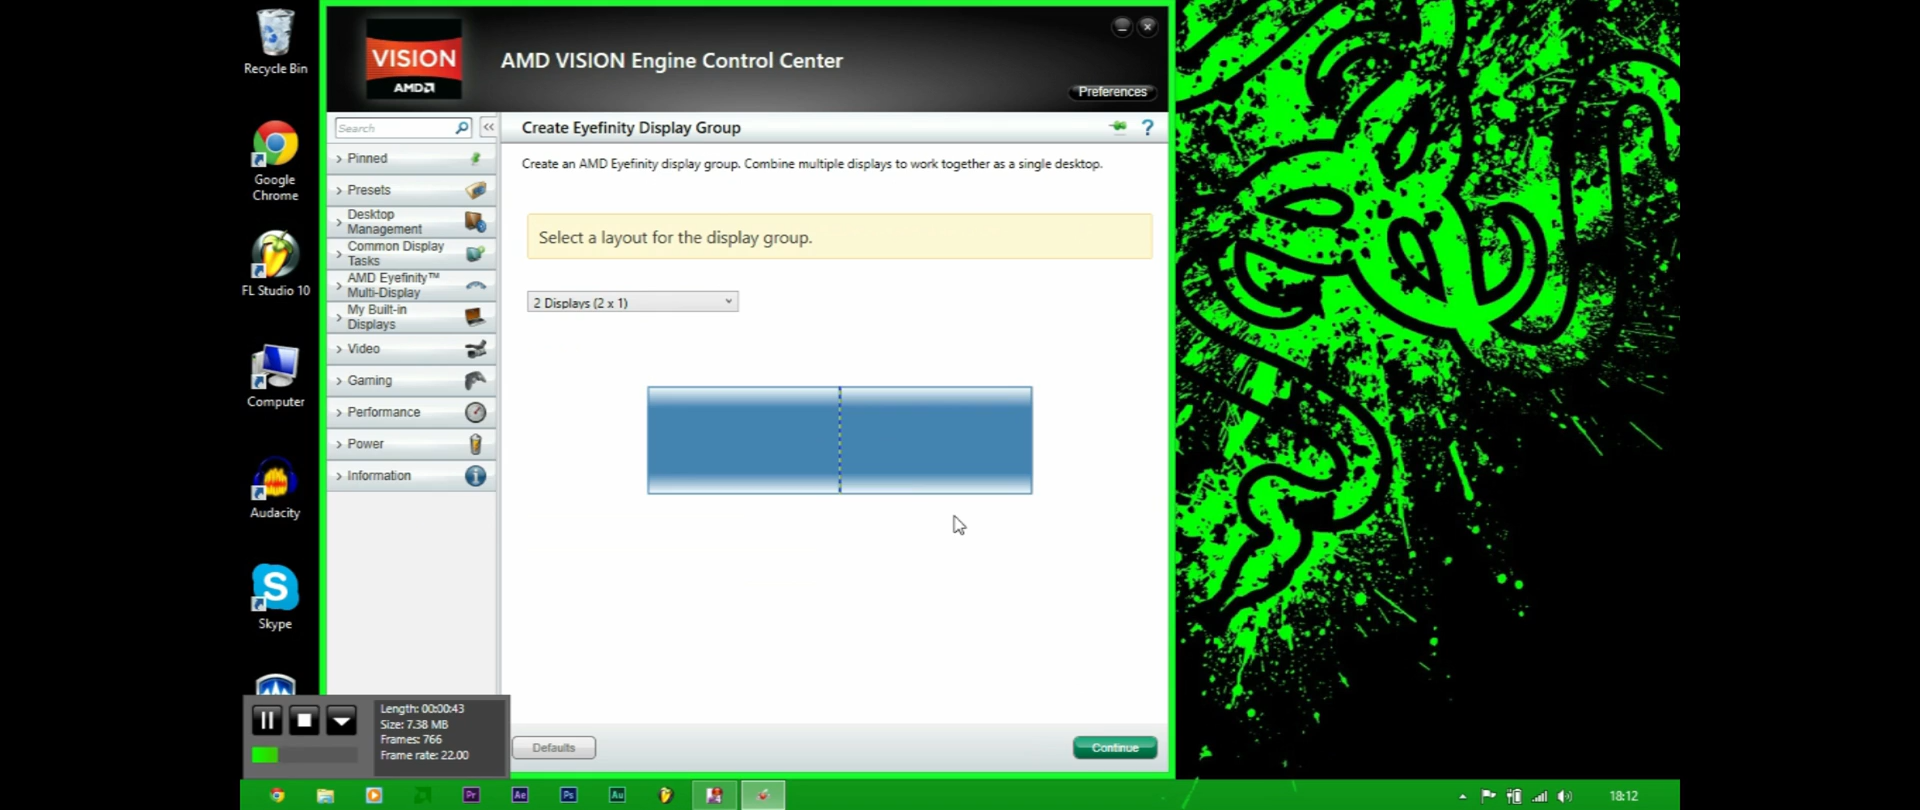 Recycle Bin
Google
Chrome
FL Studio 10
Computer
Audacity
Skype
VISION
AMD
AMD VISION Engine Control Center
Preferences
Search
Pinned
Presets
Desktop
Management
Common Display
Tasks
AMD Eyefinity™
Multi-Display
My Built-in
Displays
Video
Gaming
Performance
Power
Information
Create Eyefinity Display Group
Create an AMD Eyefinity display group. Combine multiple displays to work together as a single desktop.
Select a layout for the display group.
2 Displays (2 x 1)
Defaults
Continue
Length: 00:00:43
Size: 7.38 MB
Frames: 766
Frame rate: 22.00
Pr
Ae
Ps
Au
18:12